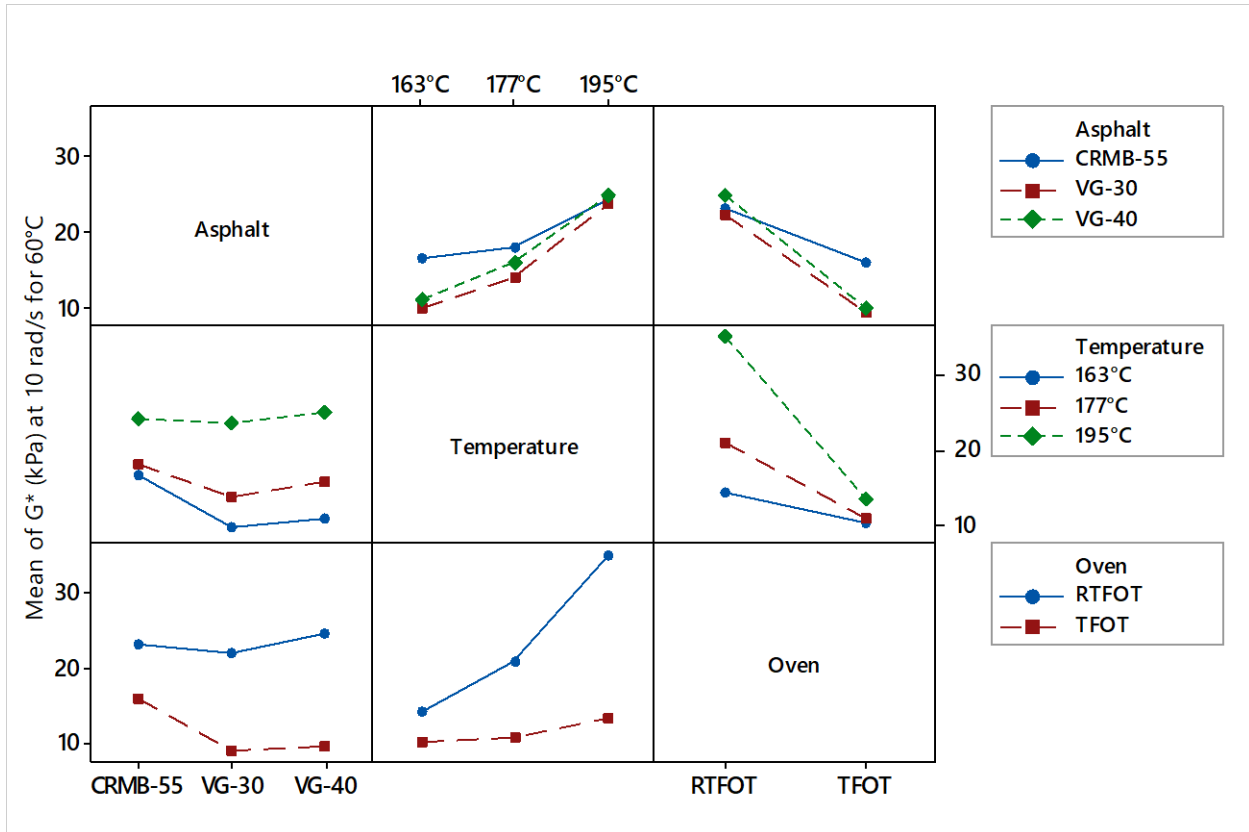 163°C 177°C 195°C
Mean of G* (kPa) at 10 rad/s for 60°C
30
20
10
Asphalt
Asphalt
CRMB-55
VG-30
VG-40
Temperature
30
20
10
Temperature
163°C
177°C
195°C
30
20
10
Oven
Oven
RTFOT
TFOT
CRMB-55 VG-30 VG-40 RTFOT TFOT